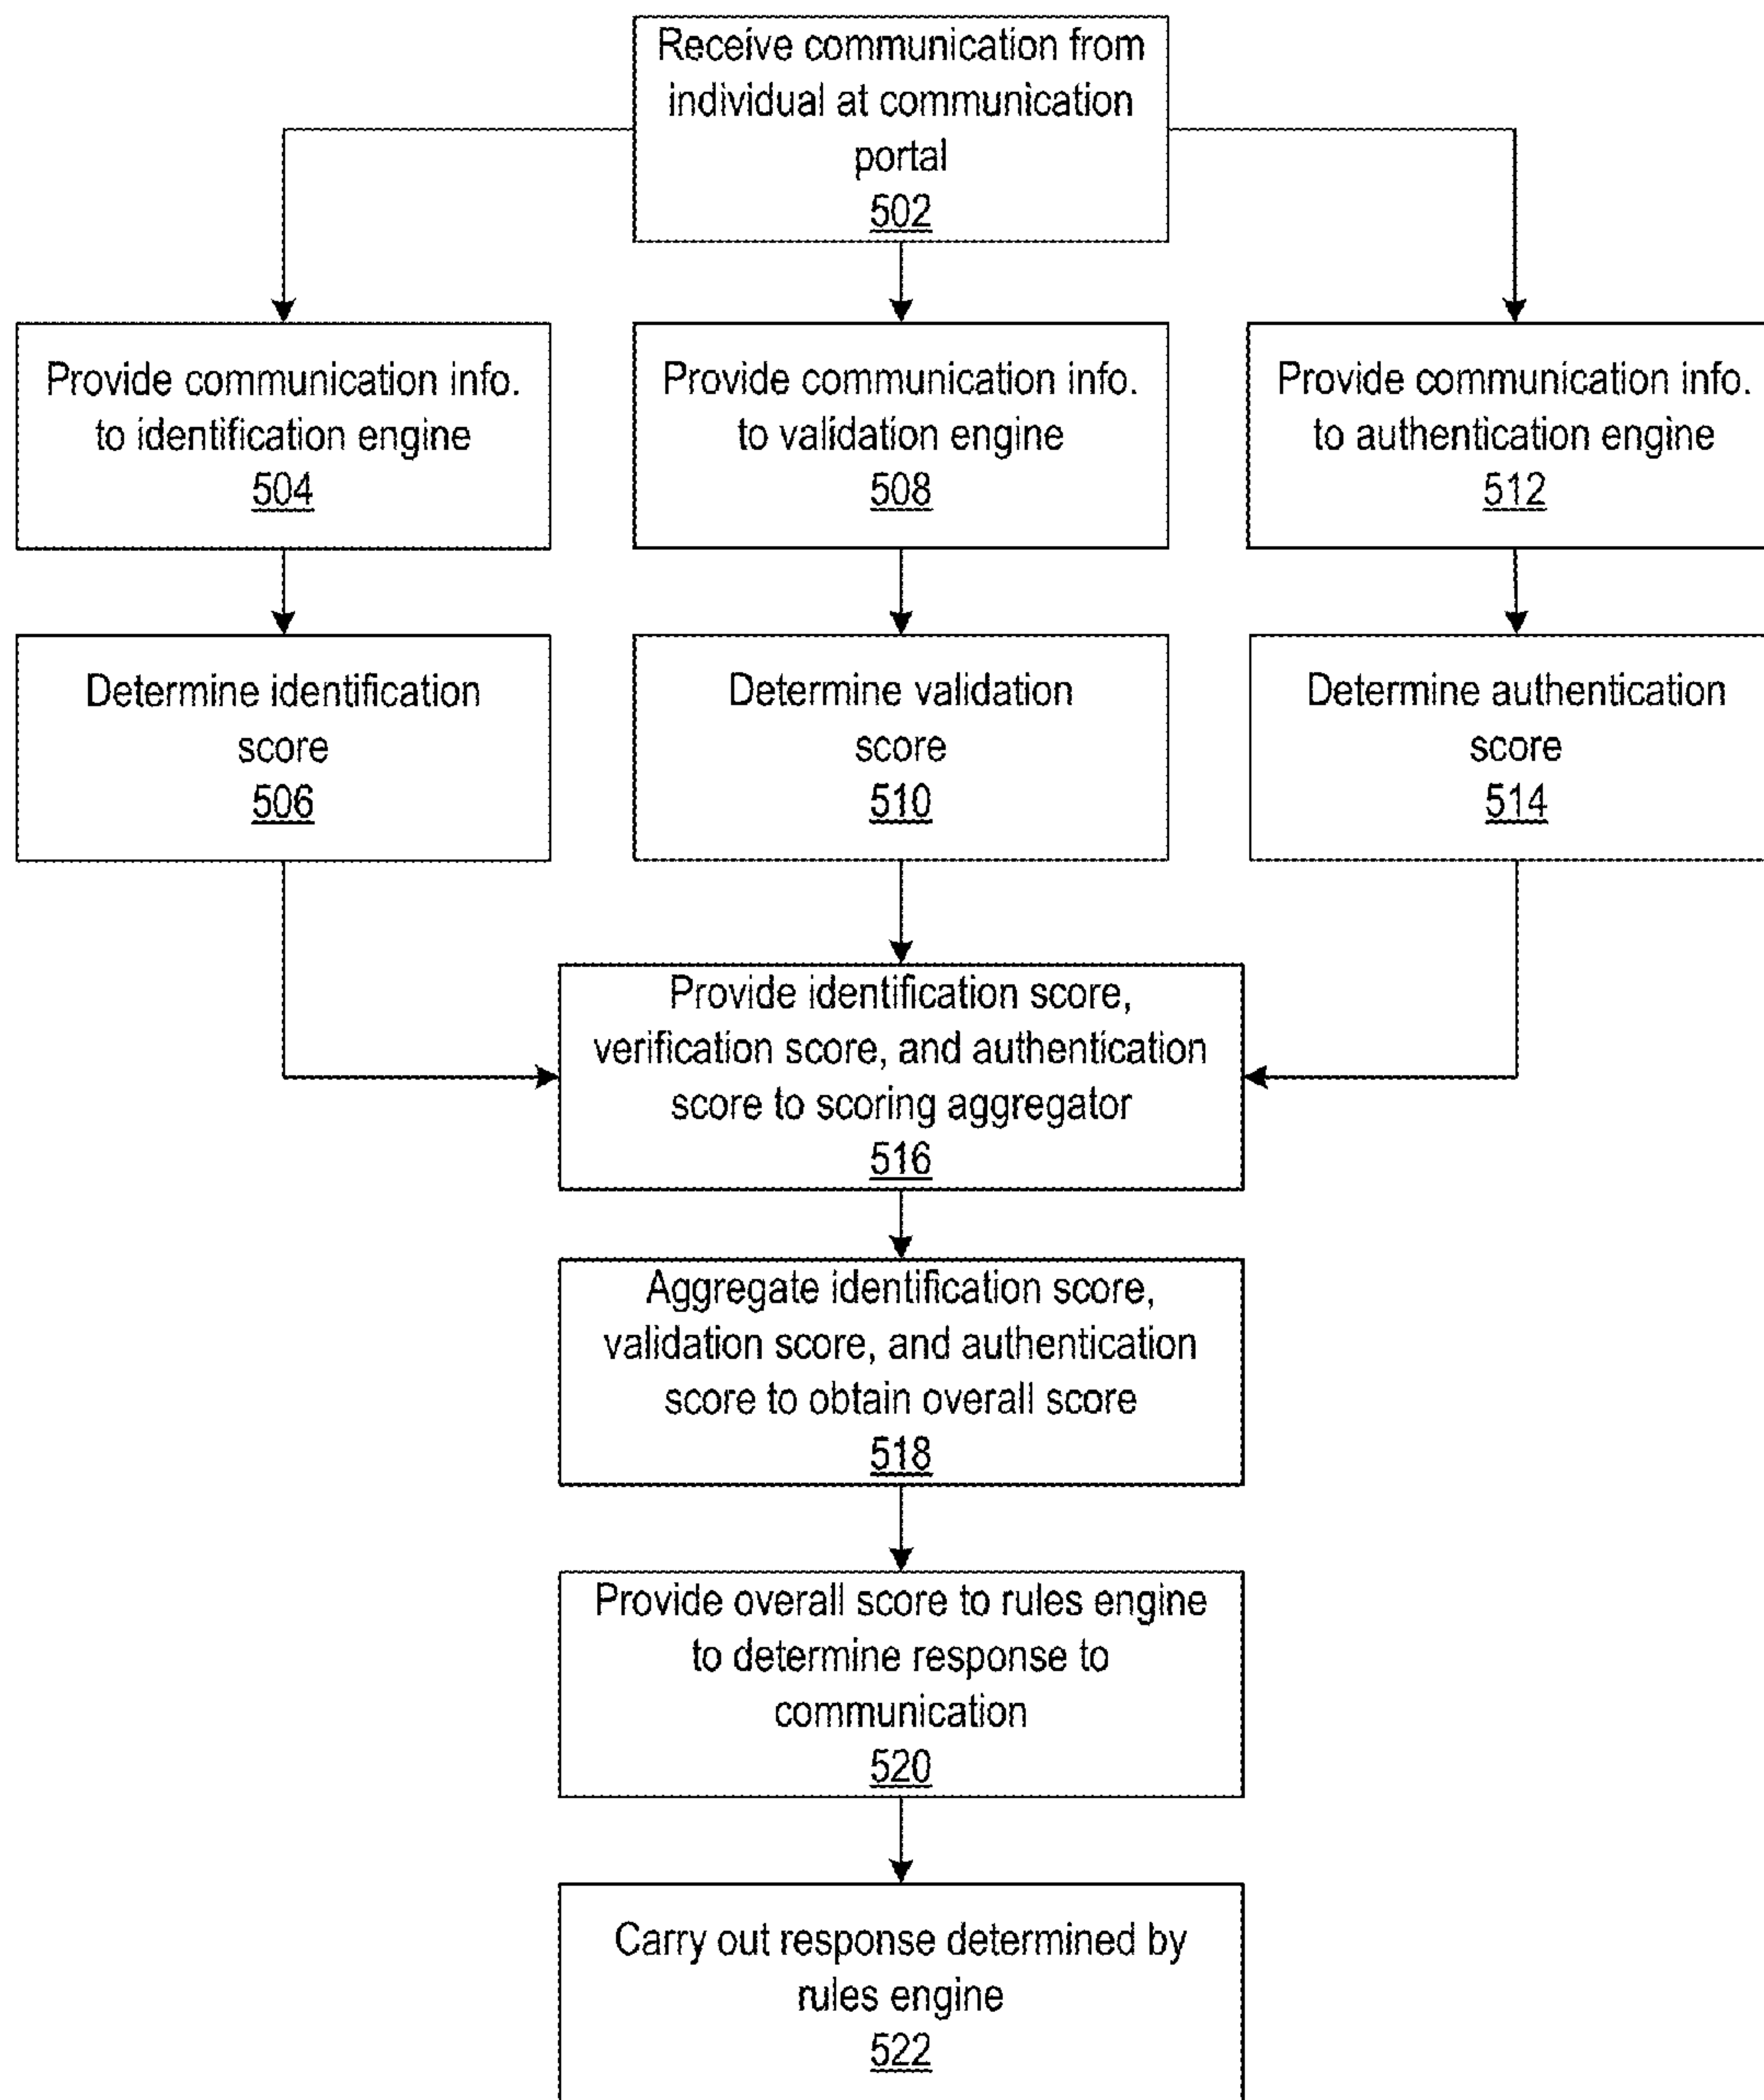 Receive communication from
individual at communication
portal
502
Provide communication info.
to identification engine
504
Provide communication info.
to validation engine
508
Provide communication info.
to authentication engine
512
Determine identification
score
506
Determine validation
score
510
Determine authentication
score
514
Provide identification score,
verification score, and authentication
score to scoring aggregator
516
Aggregate identification score,
validation score, and authentication
score to obtain overall score
518
Provide overall score to rules engine
to determine response to
communication
520
Carry out response determined by
rules engine
522